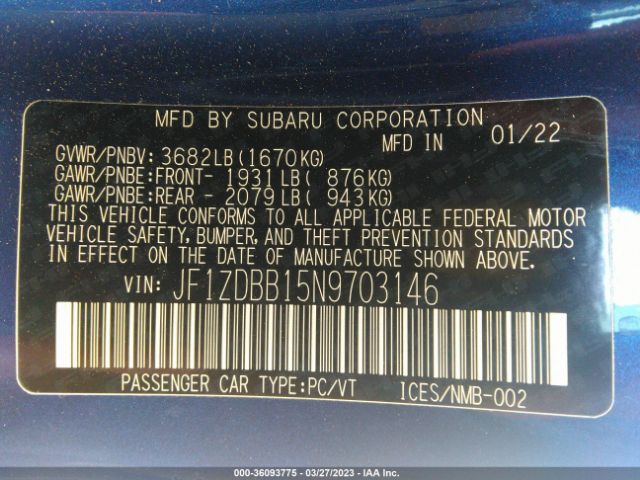 MFD BY SUBARU CORPORATION
MFD IN 01/22
GVWR/PNBV: 3682LB(1670KG)
GAWR/PNBE:FRONT- 1931LB( 876KG)
GAWR/PNBE:REAR - 2079LB( 943KG)
THIS VEHICLE CONFORMS TO ALL APPLICABLE FEDERAL MOTOR
VEHICLE SAFETY, BUMPER, AND THEFT PREVENTION STANDARDS
IN EFFECT ON THE DATE OF MANUFACTURE SHOWN ABOVE.
VIN: JF1ZDBB15N9703146
PASSENGER CAR TYPE:PC/VT ICES/NMB-002
000-36093775 - 03/27/2023 - IAA Inc.